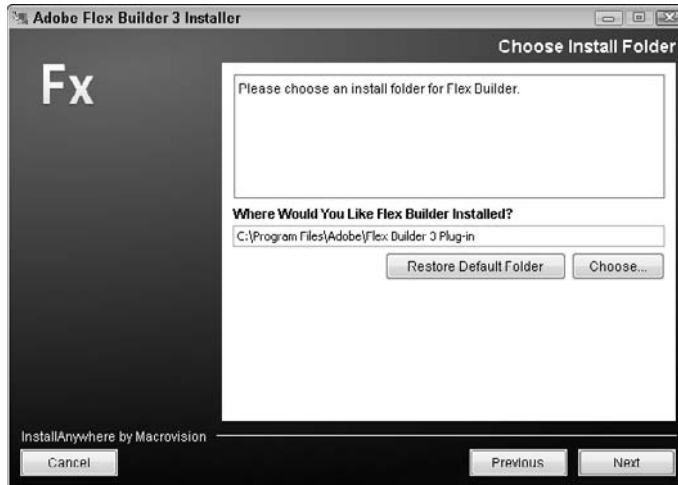 Adobe Flex Builder 3 Installer
Choose Install Folder
Fx
Please choose an install folder for Flex Builder.
Where Would You Like Flex Builder Installed?
C:\Program Files\Adobe\Flex Builder 3 Plug-in
Restore Default Folder
Choose...
InstallAnywhere by Macrovision
Cancel
Previous
Next